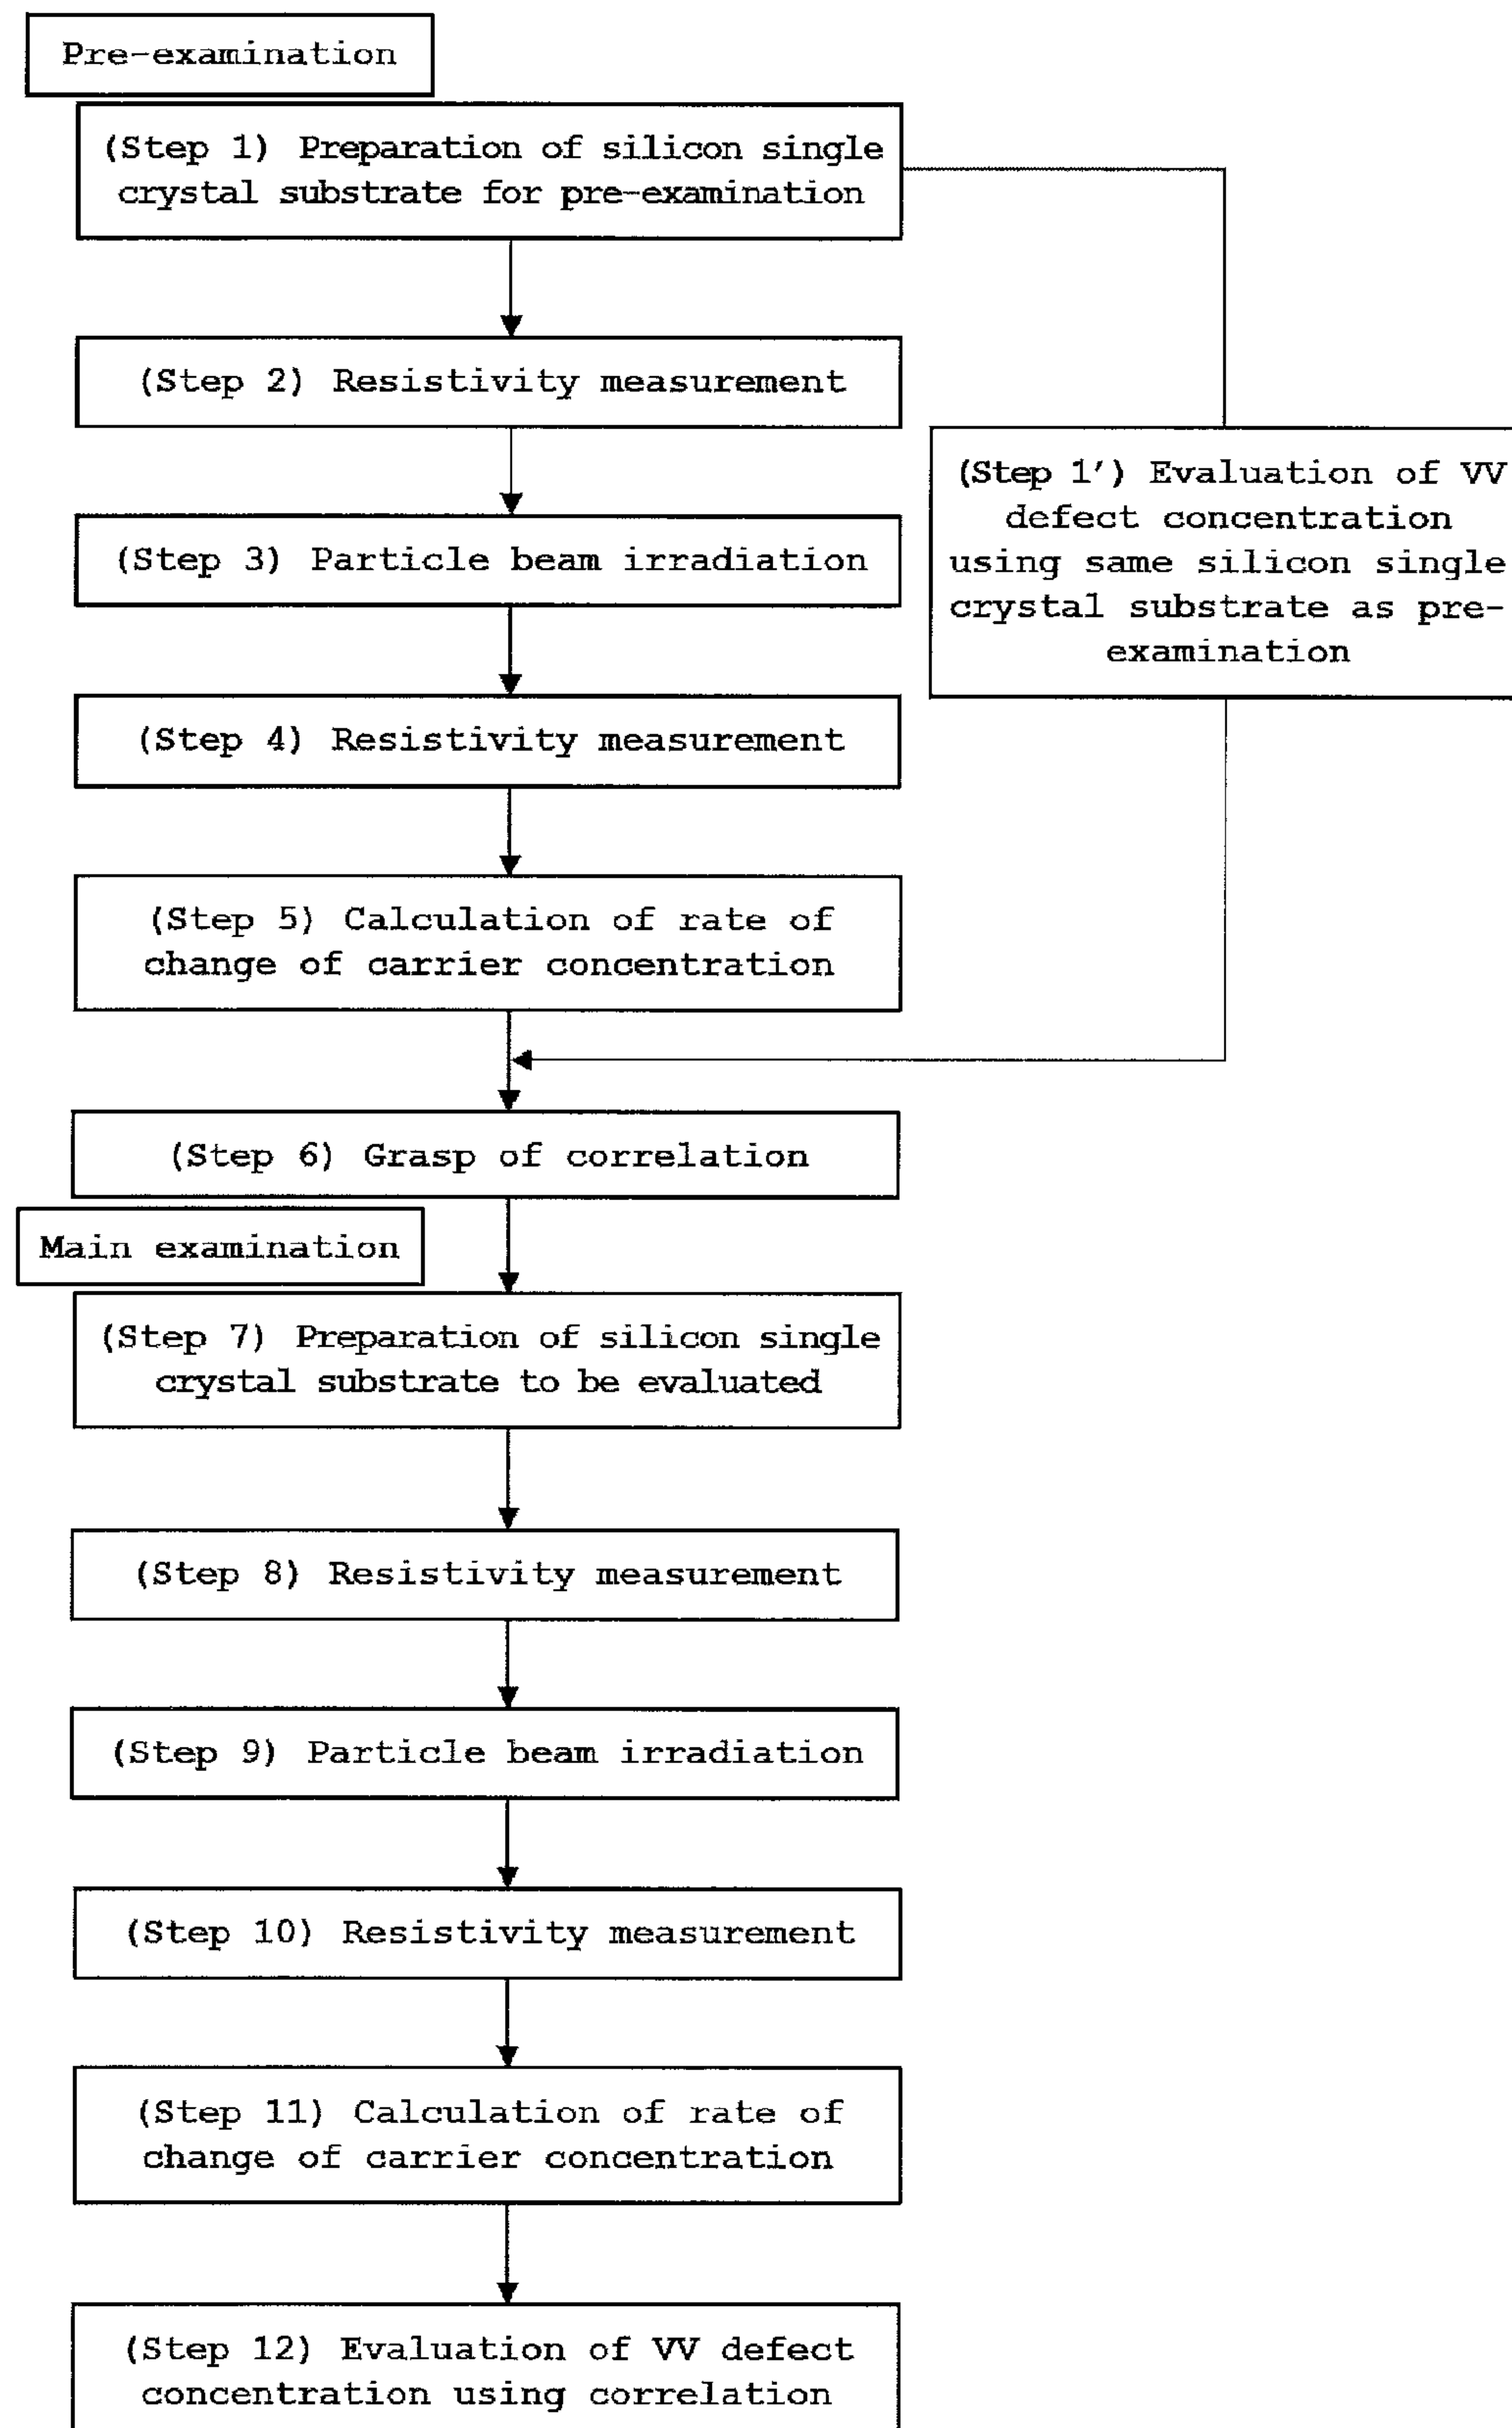 Pre-examination
(Step 1) Preparation of silicon single
crystal substrate for pre-examination
(Step 2) Resistivity measurement
(Step 1') Evaluation of VV
defect concentration
using same silicon single
crystal substrate as pre-
examination
(Step 3) Particle beam irradiation
(Step 4) Resistivity measurement
(Step 5) Calculation of rate of
change of carrier concentration
(Step 6) Grasp of correlation
Main examination
(Step 7) Preparation of silicon single
crystal substrate to be evaluated
(Step 8) Resistivity measurement
(Step 9) Particle beam irradiation
(Step 10) Resistivity measurement
(Step 11) Calculation of rate of
change of carrier concentration
(Step 12) Evaluation of VV defect
concentration using correlation